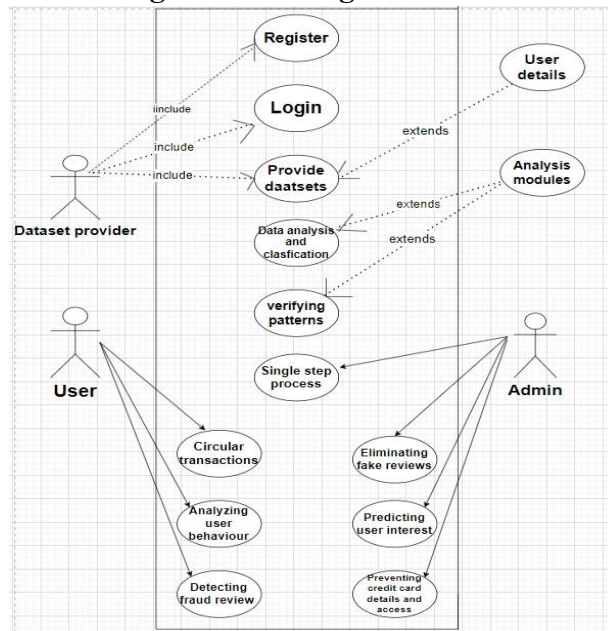 Register
User
details
iinclude
Login
include
extends
Provide
daatsets
include
Analysis
modules
extends
Dataset provider
Data analysis
and
clasfication
extends
verifying
patterns
Single step
process
User
Admin
Circular
transactions
Eliminating
fake reviews
Analyzing
user
behaviour
Predicting
user interest
Detecting
fraud review
Preventing
credit card
details and
access